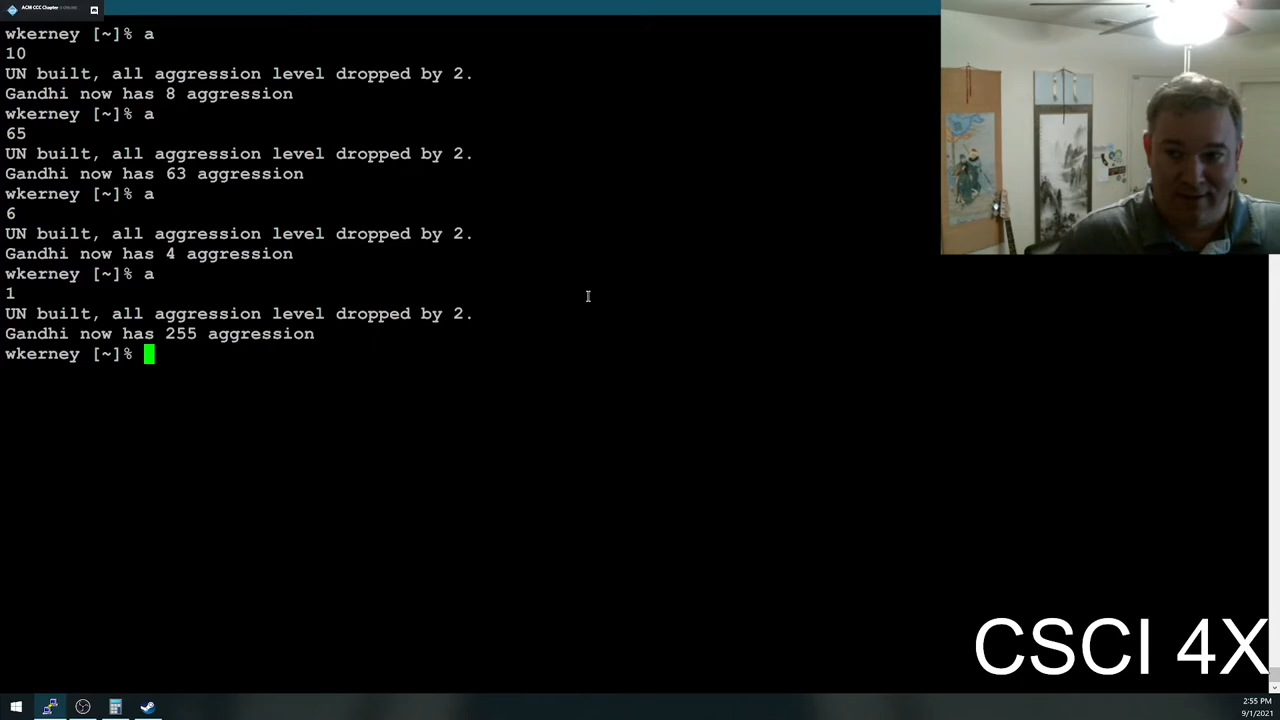 ACM CCC Chapter
wkerney [~]% a
10
UN built, all aggression level dropped by 2.
Gandhi now has 8 aggression
wkerney [~]% a
65
UN built, all aggression level dropped by 2.
Gandhi now has 63 aggression
wkerney [~]% a
6
UN built, all aggression level dropped by 2.
Gandhi now has 4 aggression
wkerney [~]% a
1
UN built, all aggression level dropped by 2.
Gandhi now has 255 aggression
wkerney [~]%
CSCI 4X
2:55 PM
9/1/2021